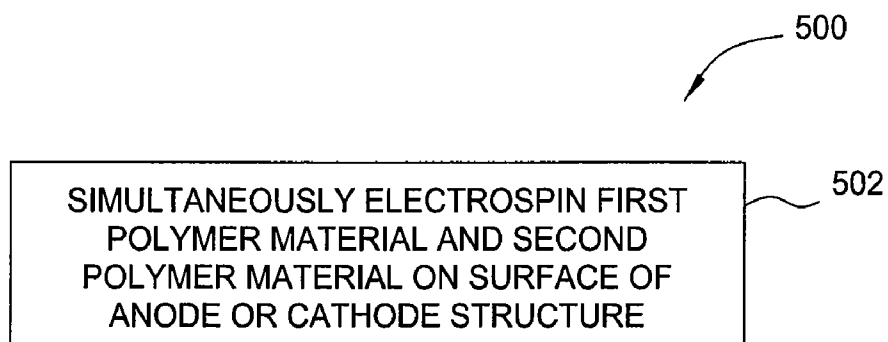 500
502
SIMULTANEOUSLY ELECTROSPIN FIRST
POLYMER MATERIAL AND SECOND
POLYMER MATERIAL ON SURFACE OF
ANODE OR CATHODE STRUCTURE